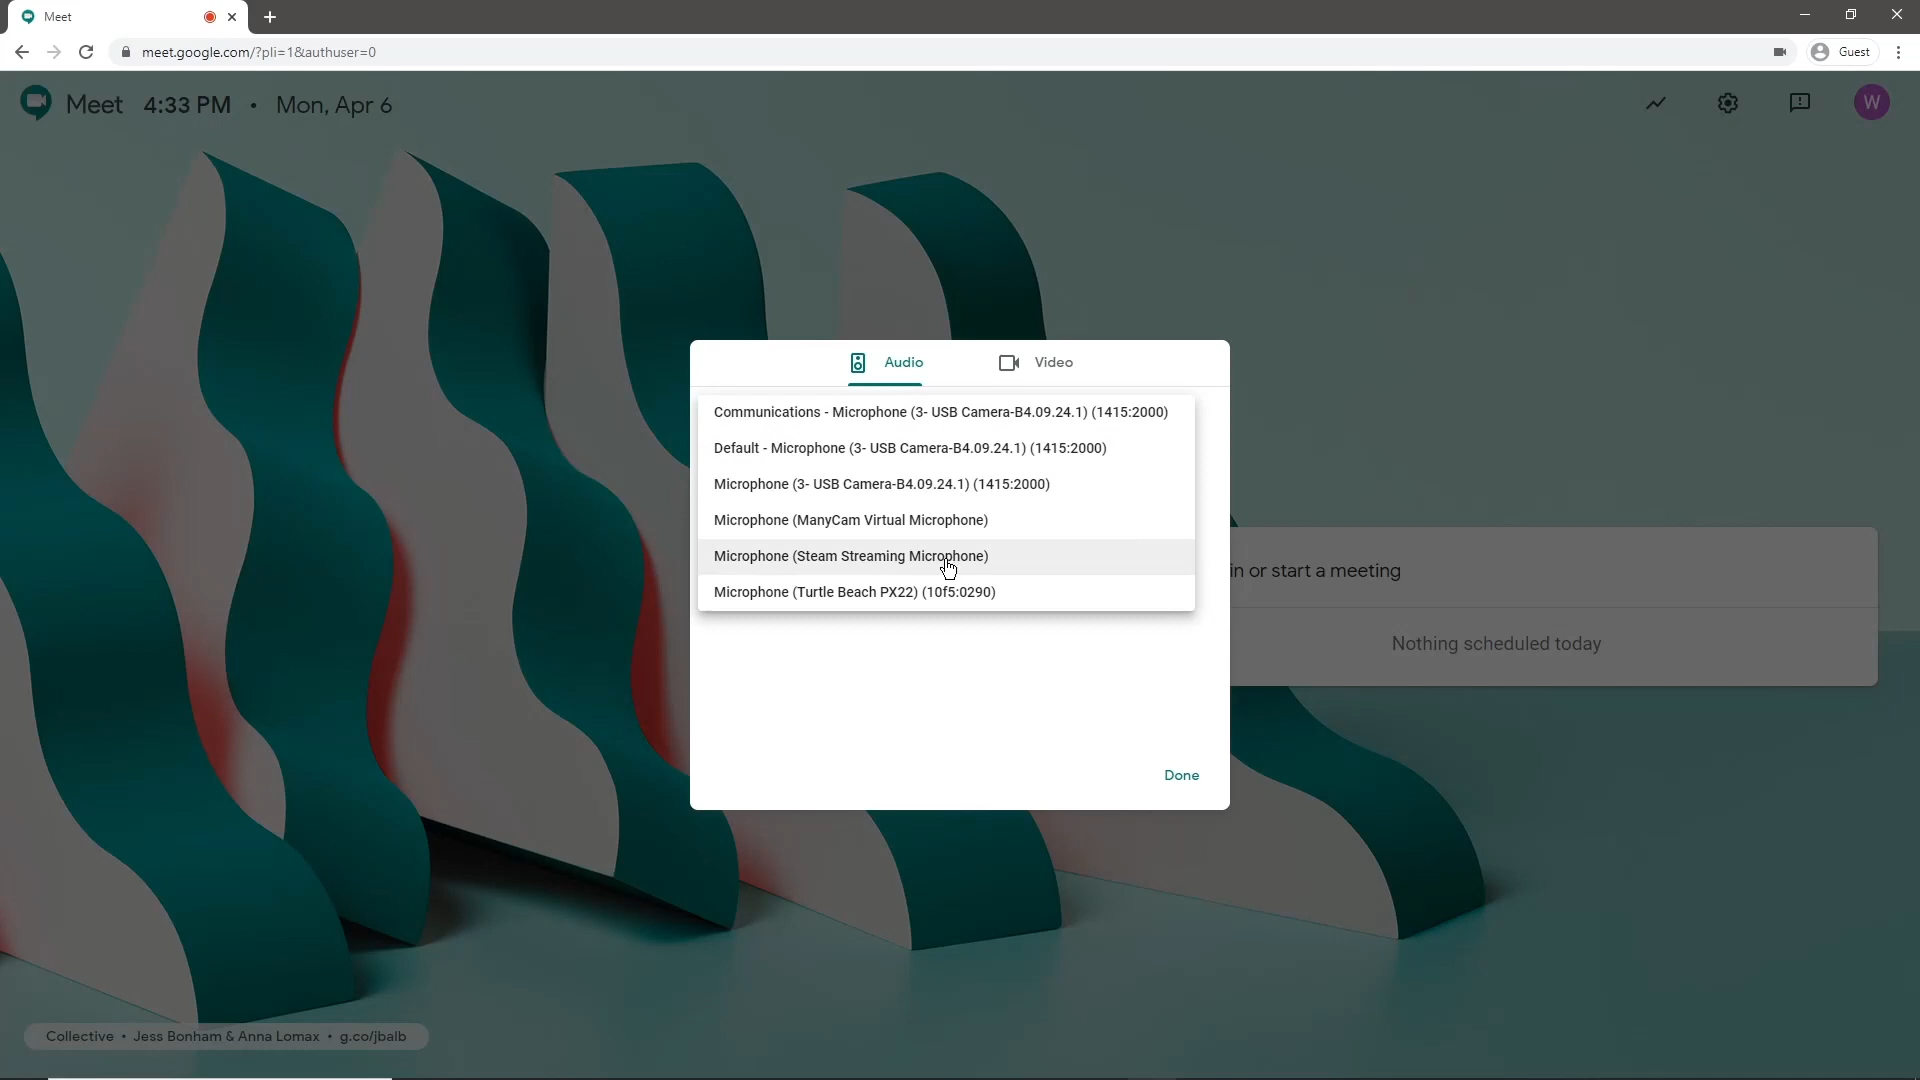 Meet
meet.google.com/?pli=1&authuser=0
Guest
Meet 4:33 PM • Mon, Apr 6
W
Audio
Video
Communications - Microphone (3- USB Camera-B4.09.24.1) (1415:2000)
Default - Microphone (3- USB Camera-B4.09.24.1) (1415:2000)
Microphone (3- USB Camera-B4.09.24.1) (1415:2000)
Microphone (ManyCam Virtual Microphone)
Microphone (Steam Streaming Microphone)
Microphone (Turtle Beach PX22) (10f5:0290)
in or start a meeting
Nothing scheduled today
Done
Collective • Jess Bonham & Anna Lomax • g.co/jbalb